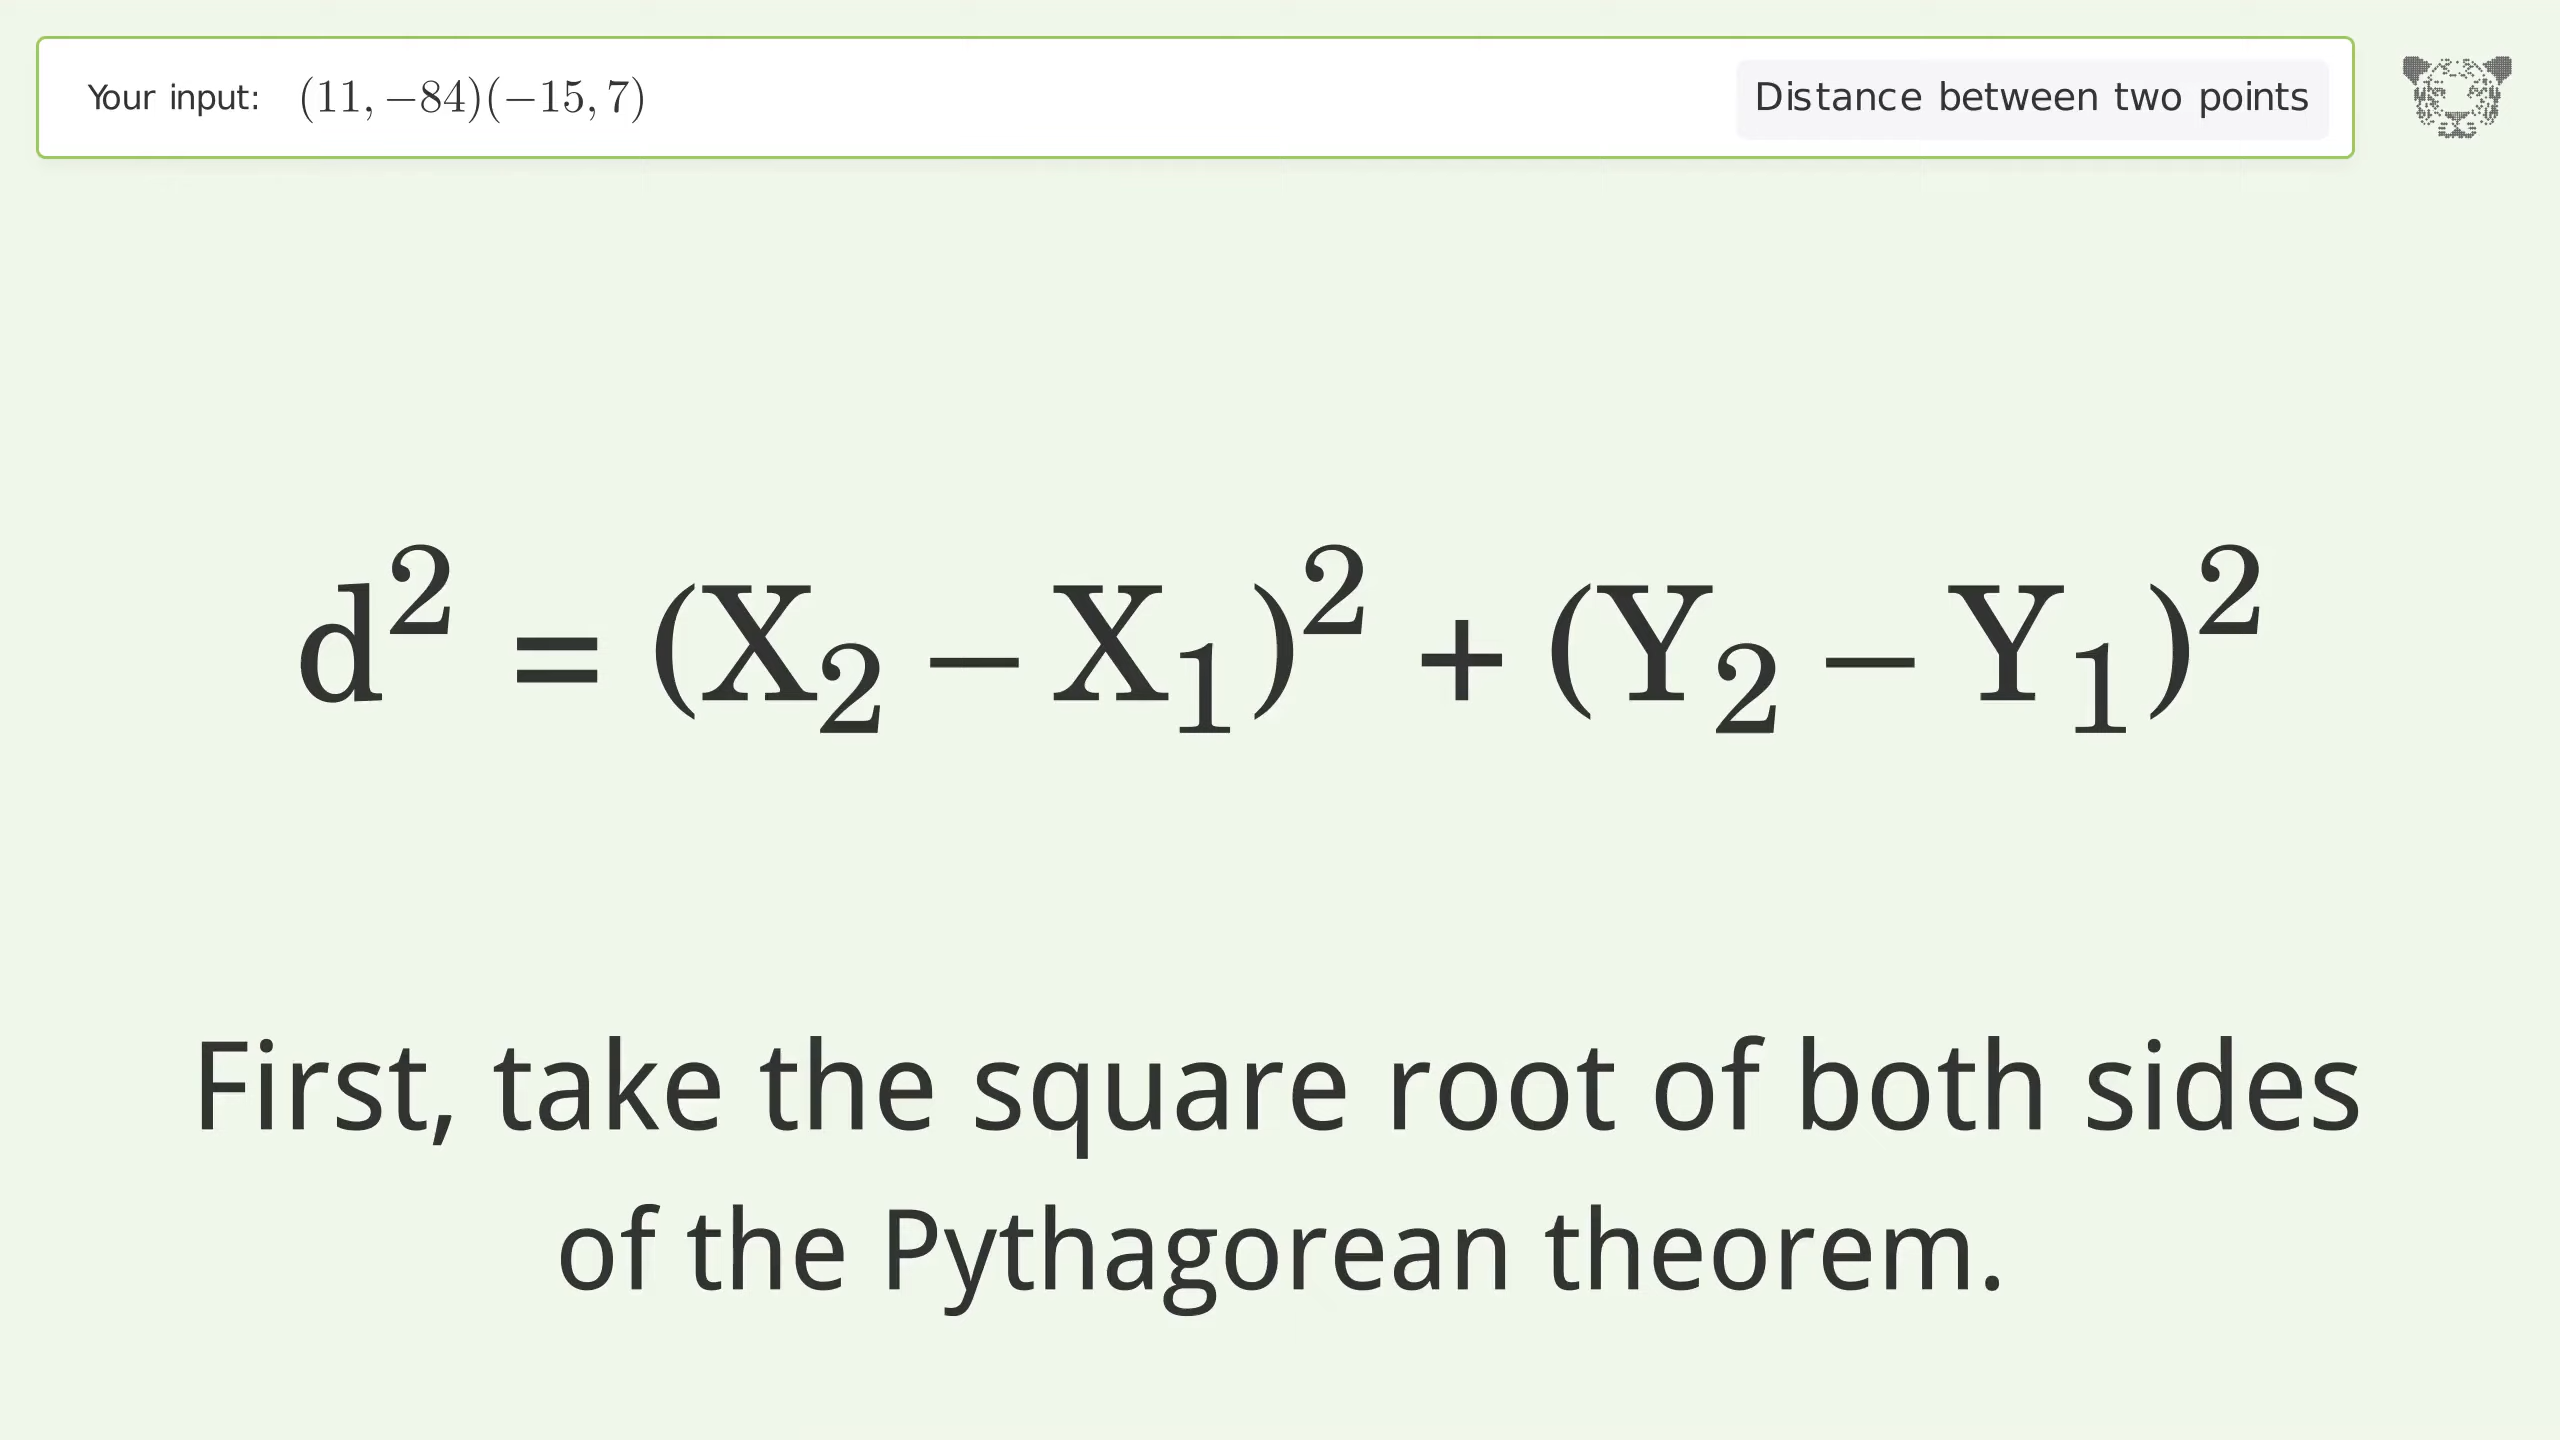 Your input: (11, −84)(−15, 7)
Distance between two points
d² = (X₂ − X₁)² + (Y₂ − Y₁)²
First, take the square root of both sides
of the Pythagorean theorem.